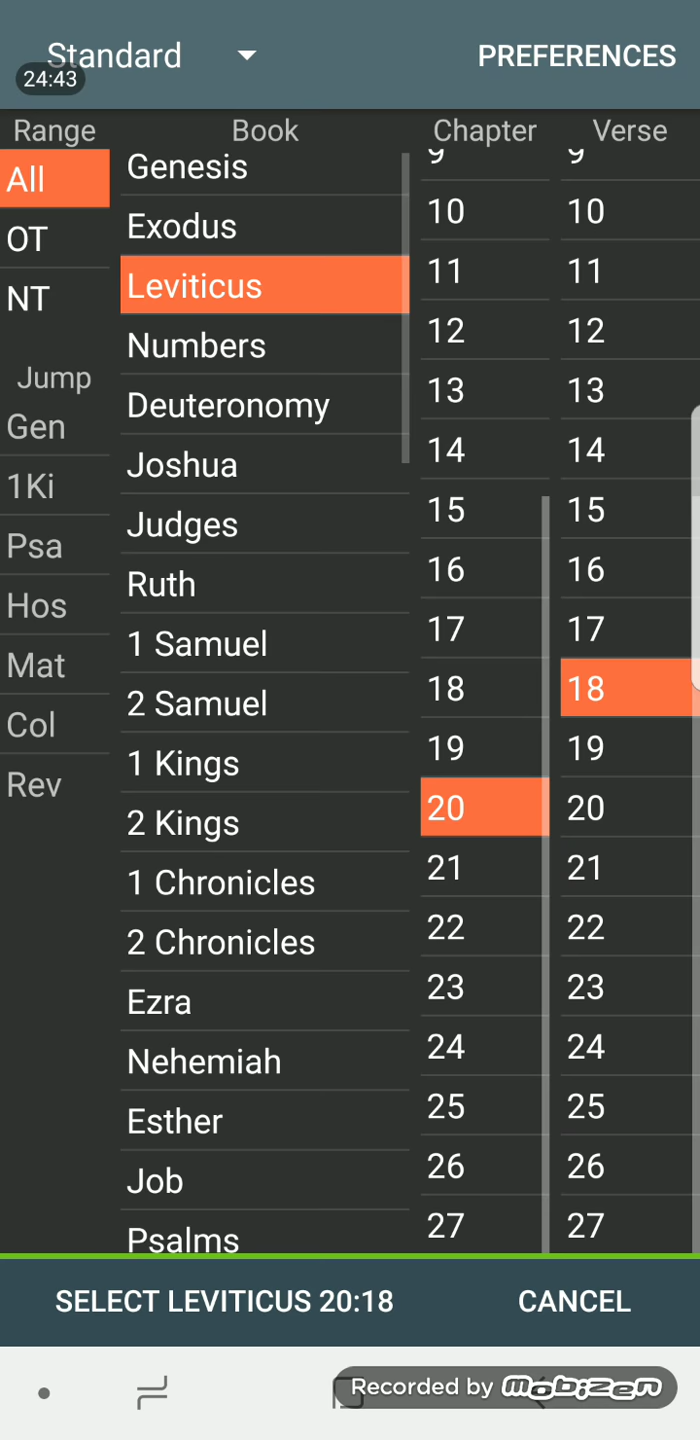 Standard
PREFERENCES
24:43
Range
Book
Chapter
Verse
All
OT
NT
Jump
Gen
1Ki
Psa
Hos
Mat
Col
Rev
Genesis
Exodus
Leviticus
Numbers
Deuteronomy
Joshua
Judges
Ruth
1 Samuel
2 Samuel
1 Kings
2 Kings
1 Chronicles
2 Chronicles
Ezra
Nehemiah
Esther
Job
Psalms
9
10
11
12
13
14
15
16
17
18
19
20
21
22
23
24
25
26
27
9
10
11
12
13
14
15
16
17
18
19
20
21
22
23
24
25
26
27
SELECT LEVITICUS 20:18
CANCEL
Recorded by mobizen